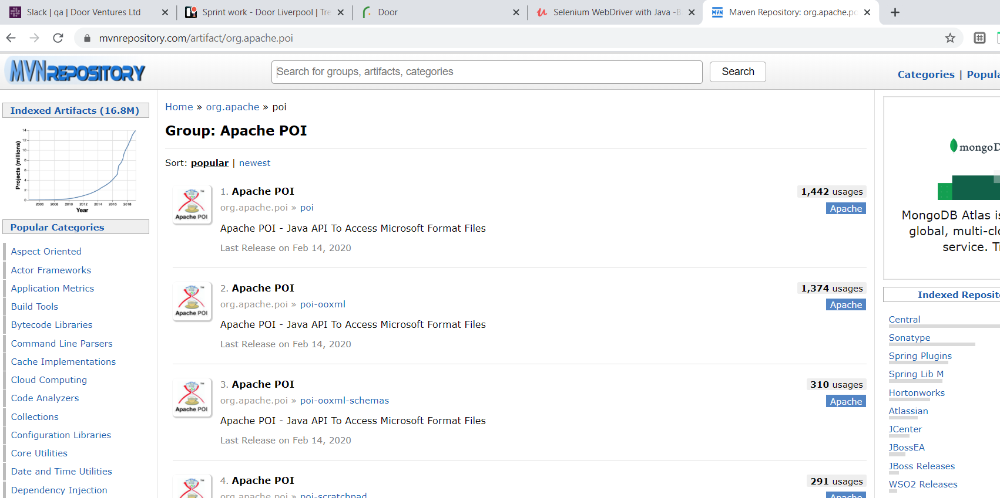 Slack | qa | Door Ventures Ltd
Sprint work - Door Liverpool | Tre
Door
Selenium WebDriver with Java -B
Maven Repository: org.apache.po
mvnrepository.com/artifact/org.apache.poi
MVNREPOSITORY
Search for groups, artifacts, categories
Search
Categories | Popula
Indexed Artifacts (16.8M)
Projects (millions)
14
12
10
8
6
4
2
0
2006 2008 2010 2012 2014 2016 2018
Year
Popular Categories
Aspect Oriented
Actor Frameworks
Application Metrics
Build Tools
Bytecode Libraries
Command Line Parsers
Cache Implementations
Cloud Computing
Code Analyzers
Collections
Configuration Libraries
Core Utilities
Date and Time Utilities
Dependency Injection
Home » org.apache » poi
Group: Apache POI
Sort: popular | newest
Apache POI
1. Apache POI
1,442 usages
org.apache.poi » poi
Apache
Apache POI - Java API To Access Microsoft Format Files
Last Release on Feb 14, 2020
Apache POI
2. Apache POI
1,374 usages
org.apache.poi » poi-ooxml
Apache
Apache POI - Java API To Access Microsoft Format Files
Last Release on Feb 14, 2020
Apache POI
3. Apache POI
310 usages
org.apache.poi » poi-ooxml-schemas
Apache
Apache POI - Java API To Access Microsoft Format Files
Last Release on Feb 14, 2020
4. Apache POI
291 usages
org.apache.poi » poi-scratchpad
Apache
mongoD
MongoDB Atlas is
global, multi-clo
service. Tr
Indexed Reposito
Central
Sonatype
Spring Plugins
Spring Lib M
Hortonworks
Atlassian
JCenter
JBossEA
JBoss Releases
WSO2 Releases